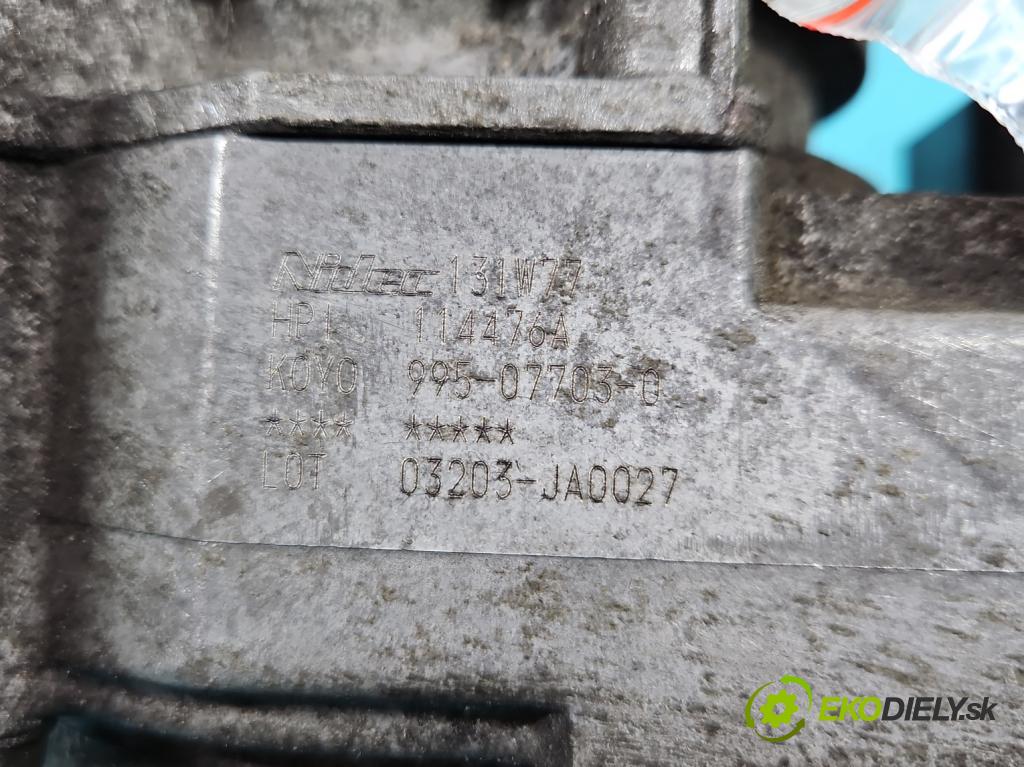 Nidec 131W77
HPI 114476A
KOYO 995-07703-0
**** *****
LOT 03203-JA0027
EKODIELY.sk